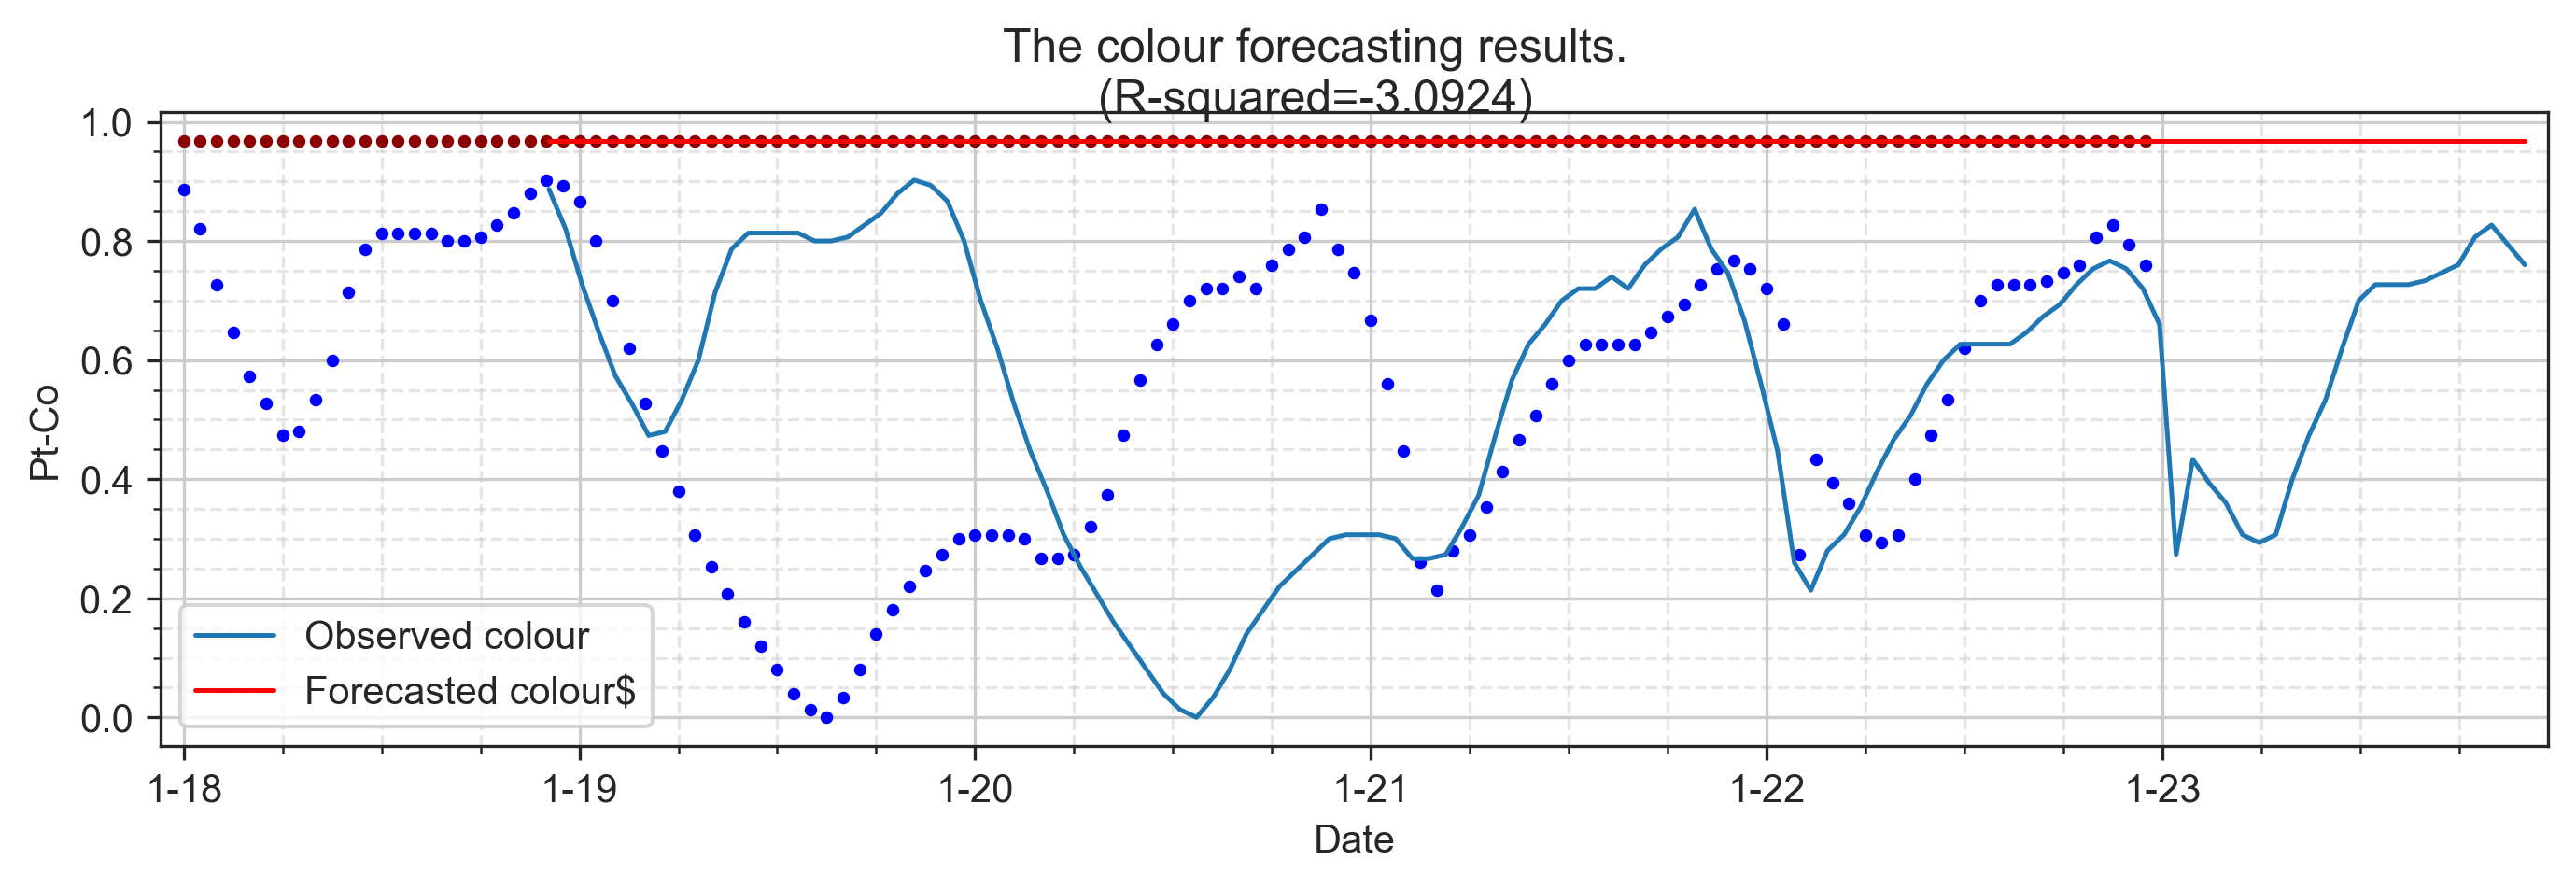 The colour forecasting results.
(R-squared=-3.0924)
Pt-Co
1.0
0.8
0.6
0.4
0.2
0.0
Observed colour
Forecasted colour$
1-18 1-19 1-20 1-21 1-22 1-23
Date